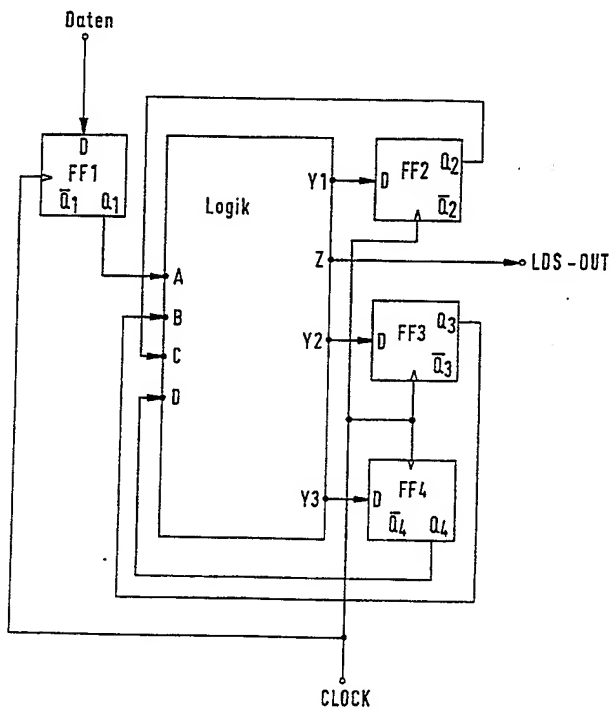 Daten
D
FF1
Q̅1 Q1
Logik
A
B
C
D
Y1
Z
Y2
Y3
D FF2 Q2
Q̅2
LDS-OUT
D FF3 Q3
Q̅3
D FF4
Q̅4 Q4
CLOCK